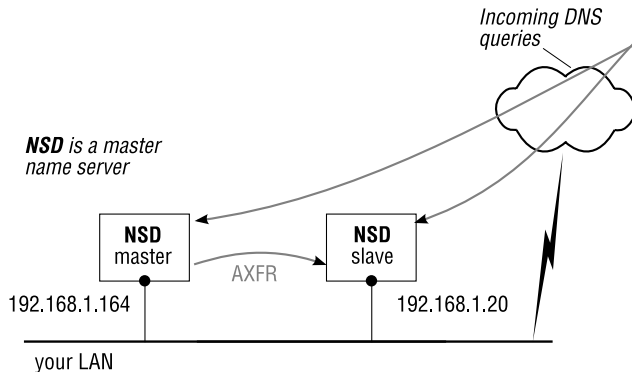 Incoming DNS
queries
NSD is a master
name server
NSD
master
NSD
slave
AXFR
192.168.1.164
192.168.1.20
your LAN